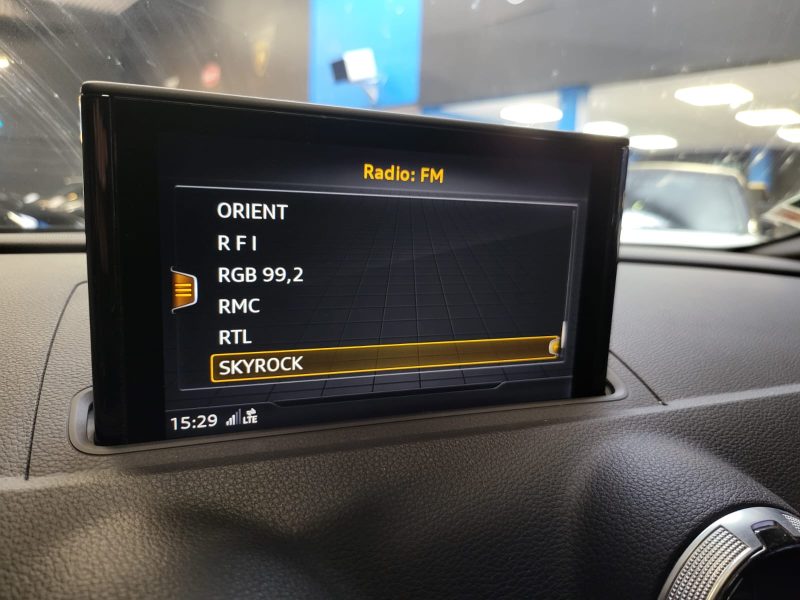 Radio: FM
ORIENT
R F I
RGB 99,2
RMC
RTL
SKYROCK
15:29 LTE